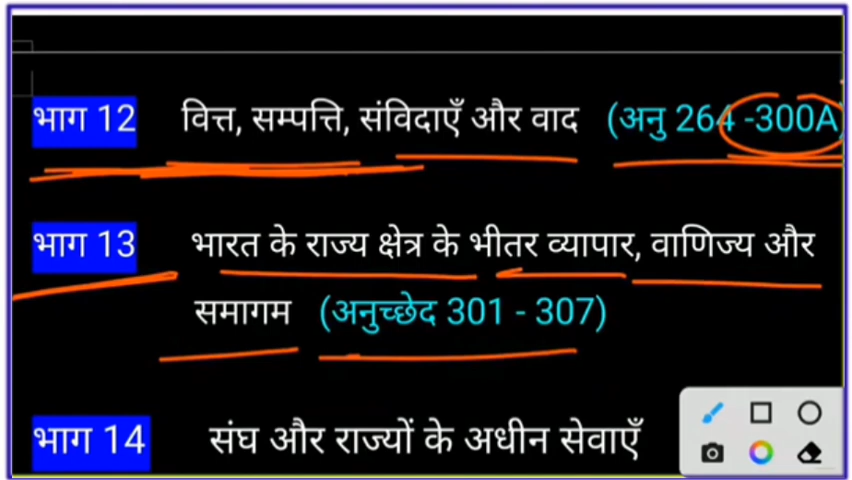 भाग 12 वित्त, सम्पत्ति, संविदाएँ और वाद (अनु 264 -300A)
भाग 13 भारत के राज्य क्षेत्र के भीतर व्यापार, वाणिज्य और
समागम (अनुच्छेद 301 - 307)
भाग 14 संघ और राज्यों के अधीन सेवाएँ